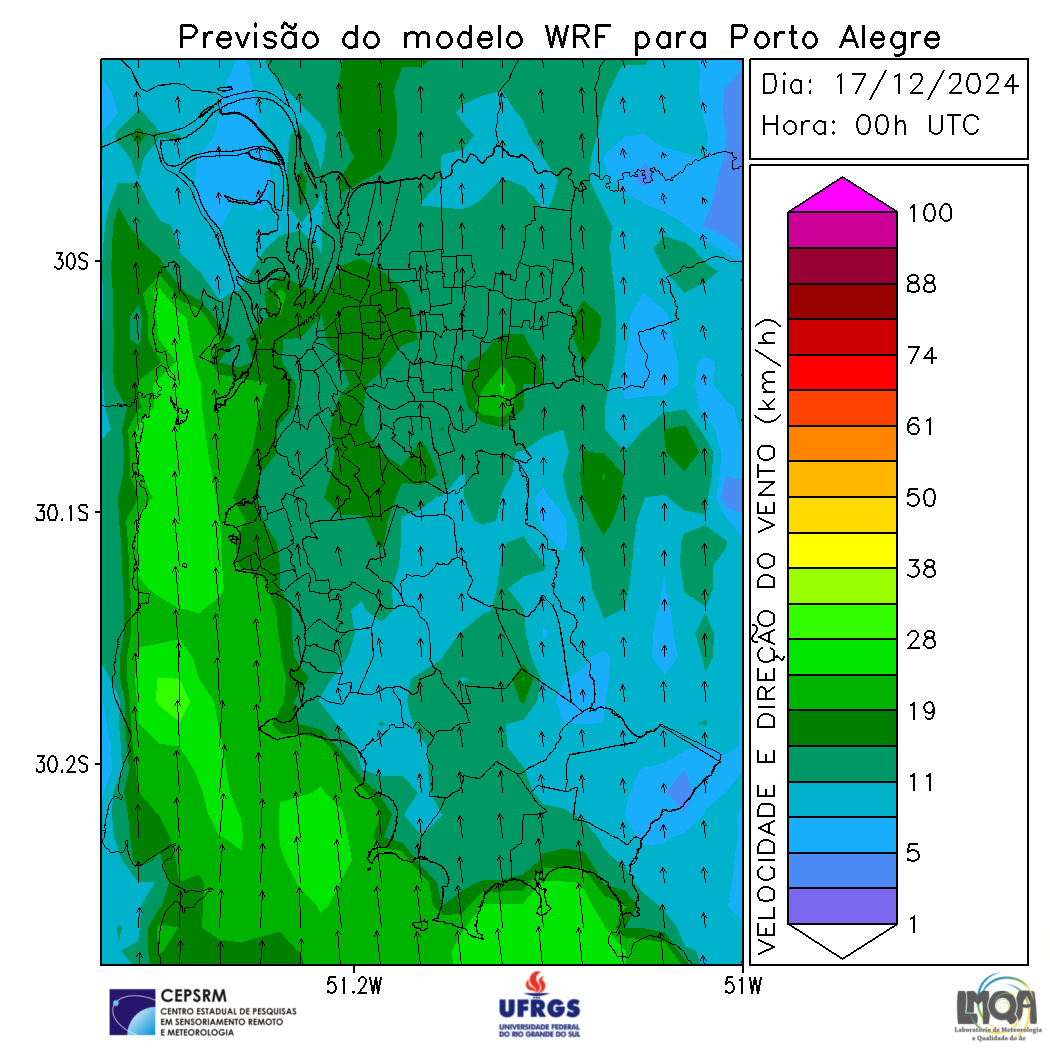 Previsão do modelo WRF para Porto Alegre
Dia: 17/12/2024
Hora: 00h UTC
30S
30.1S
30.2S
51.2W
51W
VELOCIDADE E DIREÇÃO DO VENTO (km/h)
100
88
74
61
50
38
28
19
11
5
1
CEPSRM
CENTRO ESTADUAL DE PESQUISAS
EM SENSORIAMENTO REMOTO
E METEOROLOGIA
UFRGS
UNIVERSIDADE FEDERAL
DO RIO GRANDE DO SUL
LMQA
Laboratório de Meteorologia
e Qualidade do Ar